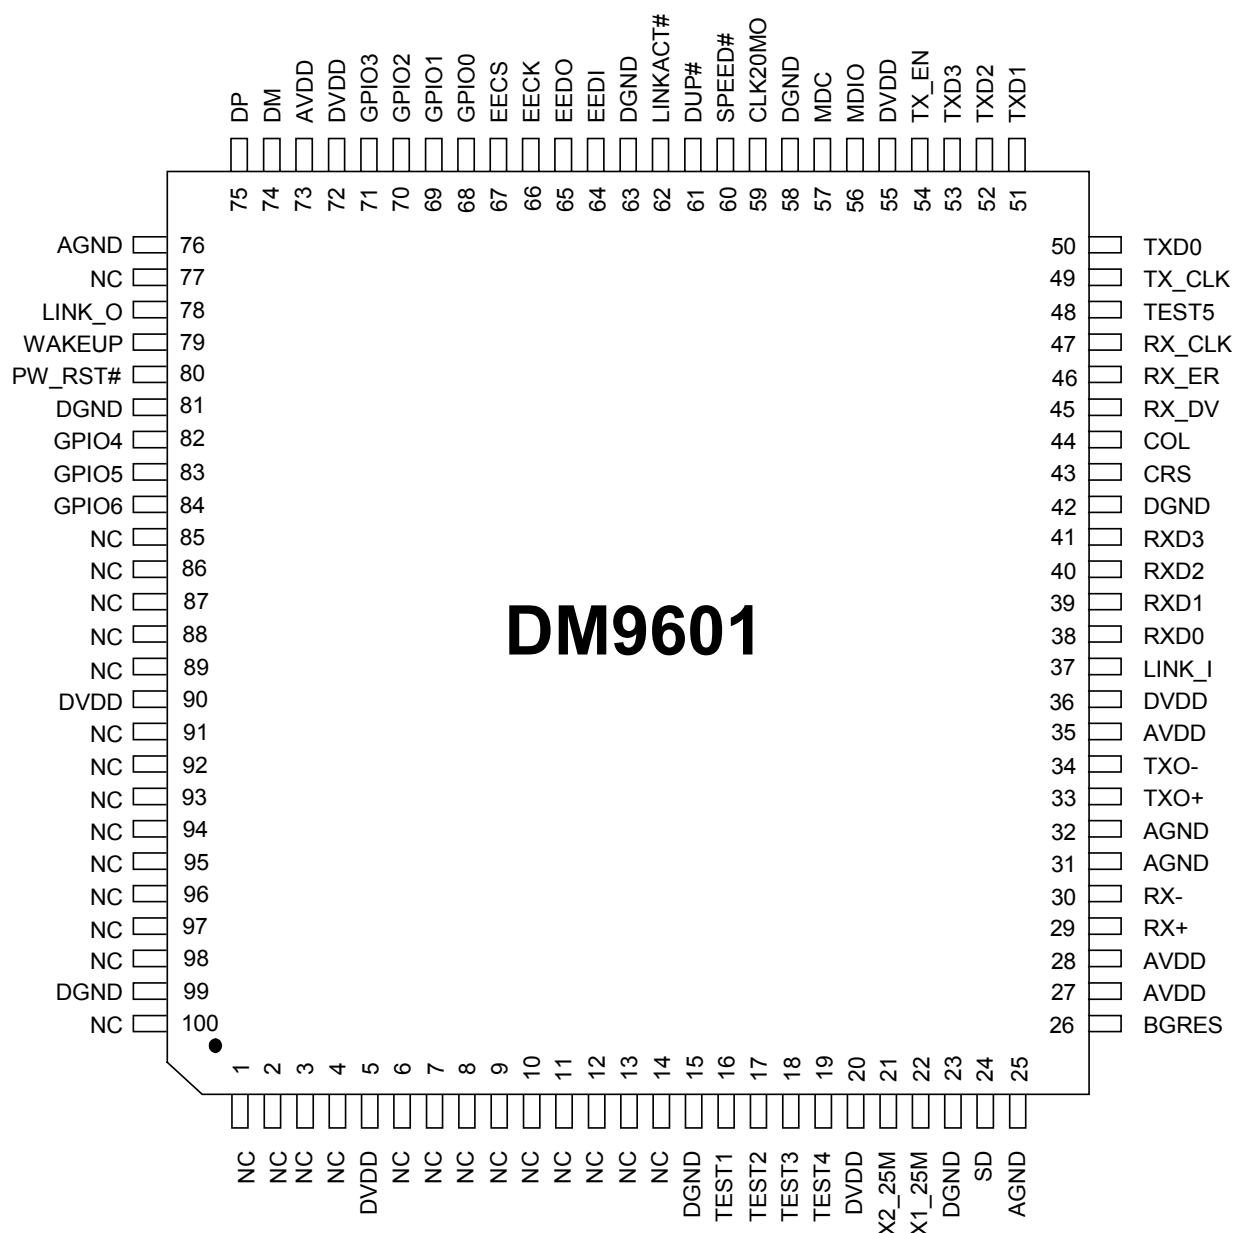 DP DM AVDD DVDD GPIO3 GPIO2 GPIO1 GPIO0 EECS EECK EEDO EEDI DGND LINKACT# DUP# SPEED# CLK20MO DGND MDC MDIO DVDD TX_EN TXD3 TXD2 TXD1
75 74 73 72 71 70 69 68 67 66 65 64 63 62 61 60 59 58 57 56 55 54 53 52 51
AGND 76 50 TXD0
NC 77 49 TX_CLK
LINK_O 78 48 TEST5
WAKEUP 79 47 RX_CLK
PW_RST# 80 46 RX_ER
DGND 81 45 RX_DV
GPIO4 82 44 COL
GPIO5 83 43 CRS
GPIO6 84 42 DGND
NC 85 41 RXD3
NC 86 40 RXD2
NC 87 39 RXD1
DM9601
NC 88 38 RXD0
NC 89 37 LINK_I
DVDD 90 36 DVDD
NC 91 35 AVDD
NC 92 34 TXO-
NC 93 33 TXO+
NC 94 32 AGND
NC 95 31 AGND
NC 96 30 RX-
NC 97 29 RX+
NC 98 28 AVDD
DGND 99 27 AVDD
NC 100 26 BGRES
1 2 3 4 5 6 7 8 9 10 11 12 13 14 15 16 17 18 19 20 21 22 23 24 25
NC NC NC NC DVDD NC NC NC NC NC NC NC NC NC DGND TEST1 TEST2 TEST3 TEST4 DVDD X2_25M X1_25M DGND SD AGND